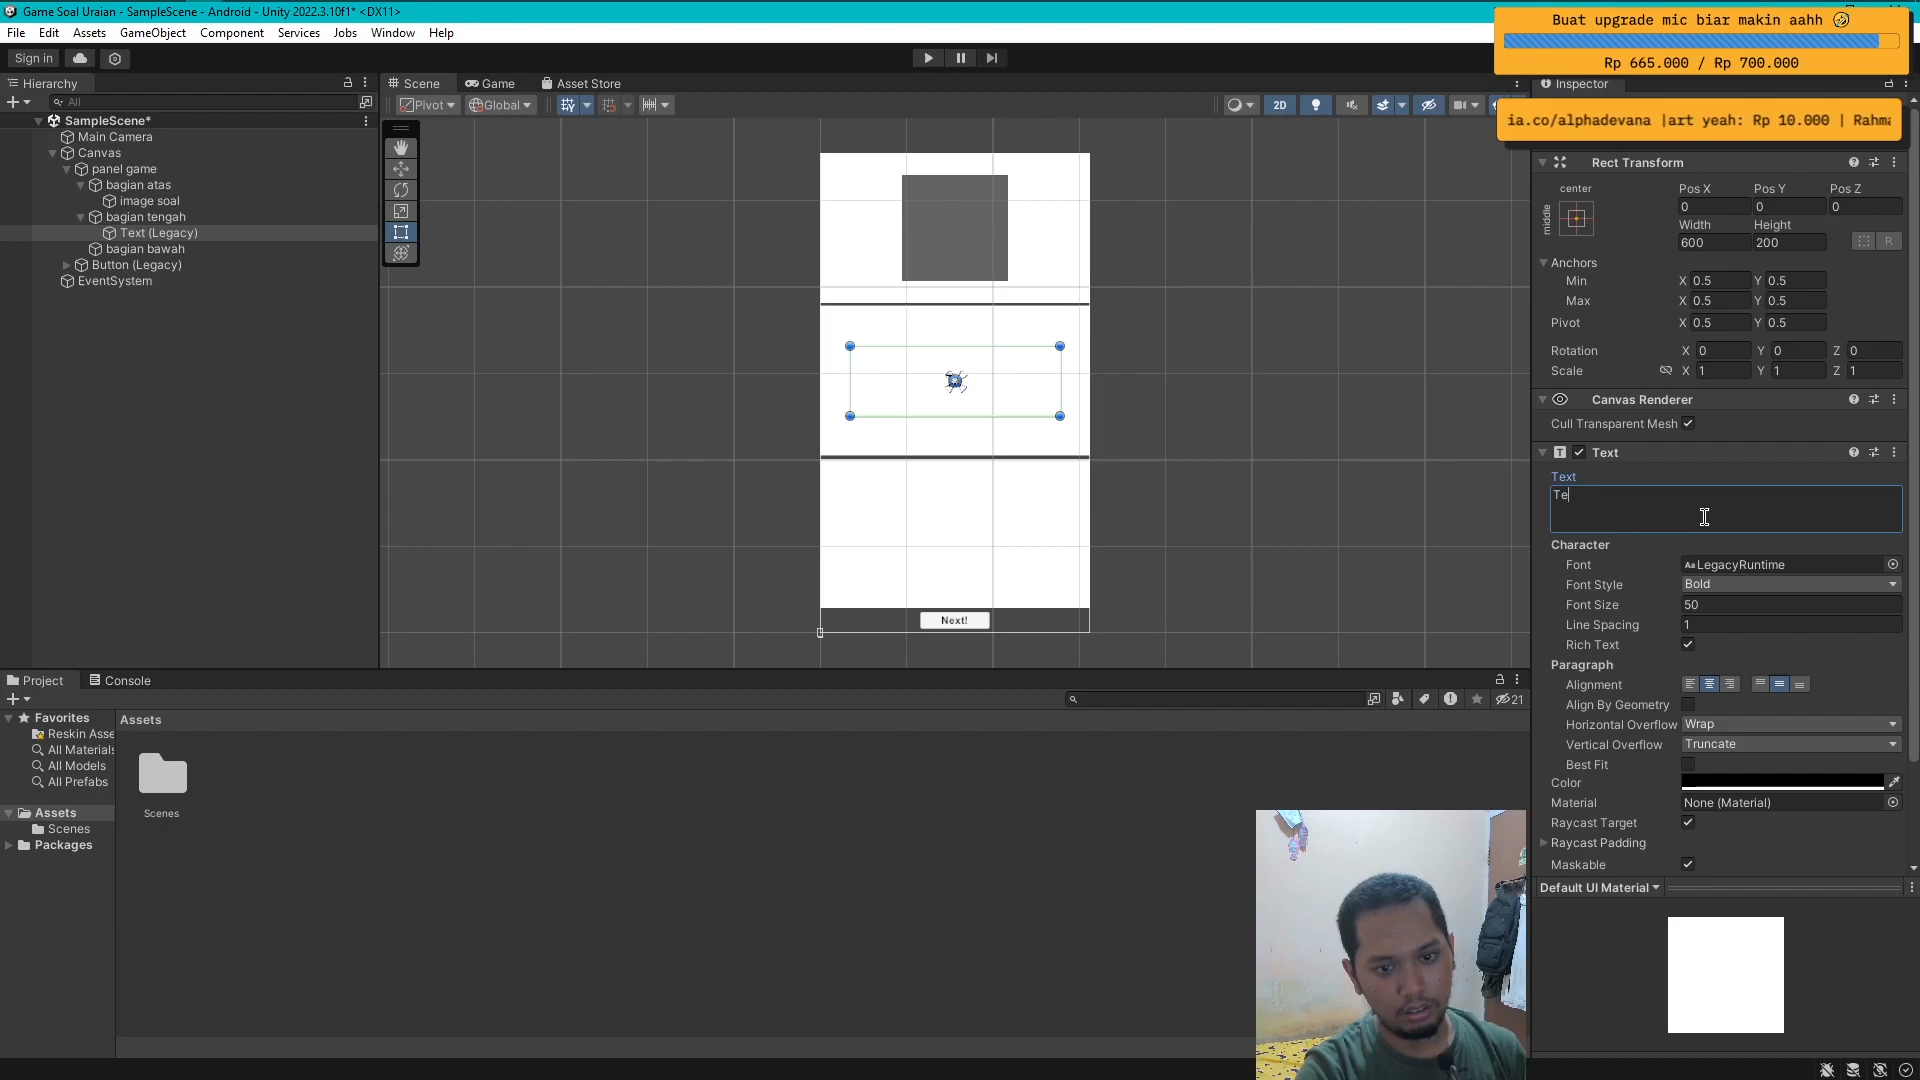 Game Soal Uraian - SampleScene - Android - Unity 2022.3.10f1* <DX11>
File Edit Assets GameObject Component Services Jobs Window Help
Buat upgrade mic biar makin aahh 🤣
Rp 665.000 / Rp 700.000
ia.co/alphadevana |art yeah: Rp 10.000 | Rahma
Sign in
Hierarchy
All
SampleScene*
Main Camera
Canvas
panel game
bagian atas
image soal
bagian tengah
Text (Legacy)
bagian bawah
Button (Legacy)
EventSystem
Scene Game Asset Store
Pivot Global 2D
Next!
Inspector
Rect Transform
center
middle
Pos X Pos Y Pos Z
0 0 0
Width Height
600 200
R
Anchors
Min X 0.5 Y 0.5
Max X 0.5 Y 0.5
Pivot X 0.5 Y 0.5
Rotation X 0 Y 0 Z 0
Scale X 1 Y 1 Z 1
Canvas Renderer
Cull Transparent Mesh
Text
Text
Te
Character
Font Aa LegacyRuntime
Font Style Bold
Font Size 50
Line Spacing 1
Rich Text
Paragraph
Alignment
Align By Geometry
Horizontal Overflow Wrap
Vertical Overflow Truncate
Best Fit
Color
Material None (Material)
Raycast Target
Raycast Padding
Maskable
Default UI Material
Project Console
21
Favorites
Reskin Asse
All Materials
All Models
All Prefabs
Assets
Scenes
Packages
Assets
Scenes